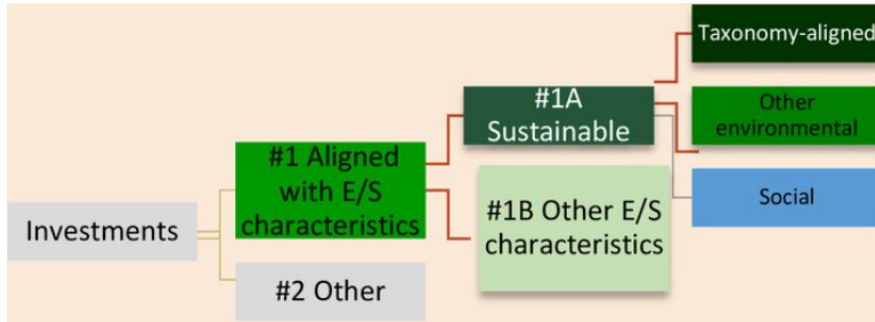 Investments
#1 Aligned
with E/S
characteristics
#2 Other
#1A
Sustainable
#1B Other E/S
characteristics
Taxonomy-aligned
Other
environmental
Social